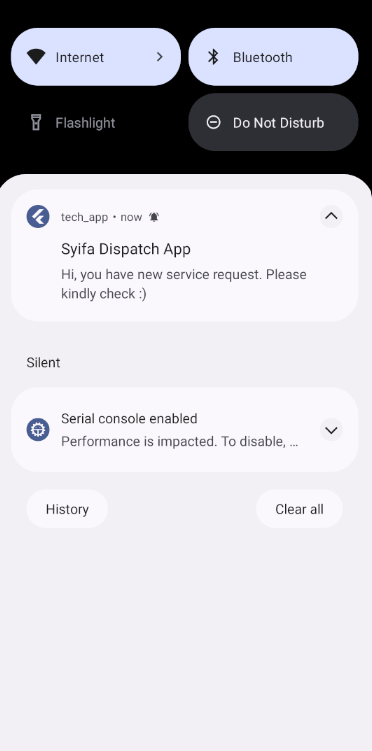 Internet
Bluetooth
Flashlight
Do Not Disturb
tech_app • now
Syifa Dispatch App
Hi, you have new service request. Please
kindly check :)
Silent
Serial console enabled
Performance is impacted. To disable, ...
History
Clear all